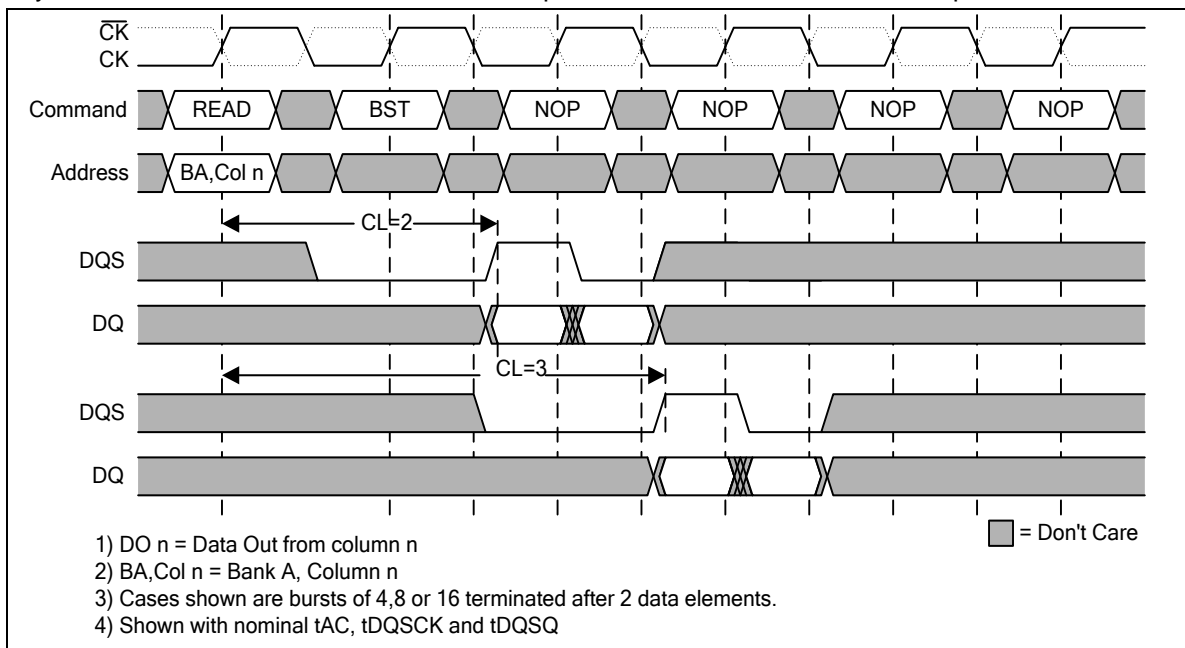 CK
CK
Command READ BST NOP NOP NOP NOP
Address BA,Col n
CL=2
DQS
DQ
CL=3
DQS
DQ
1) DO n = Data Out from column n
= Don't Care
2) BA,Col n = Bank A, Column n
3) Cases shown are bursts of 4,8 or 16 terminated after 2 data elements.
4) Shown with nominal tAC, tDQSCK and tDQSQ